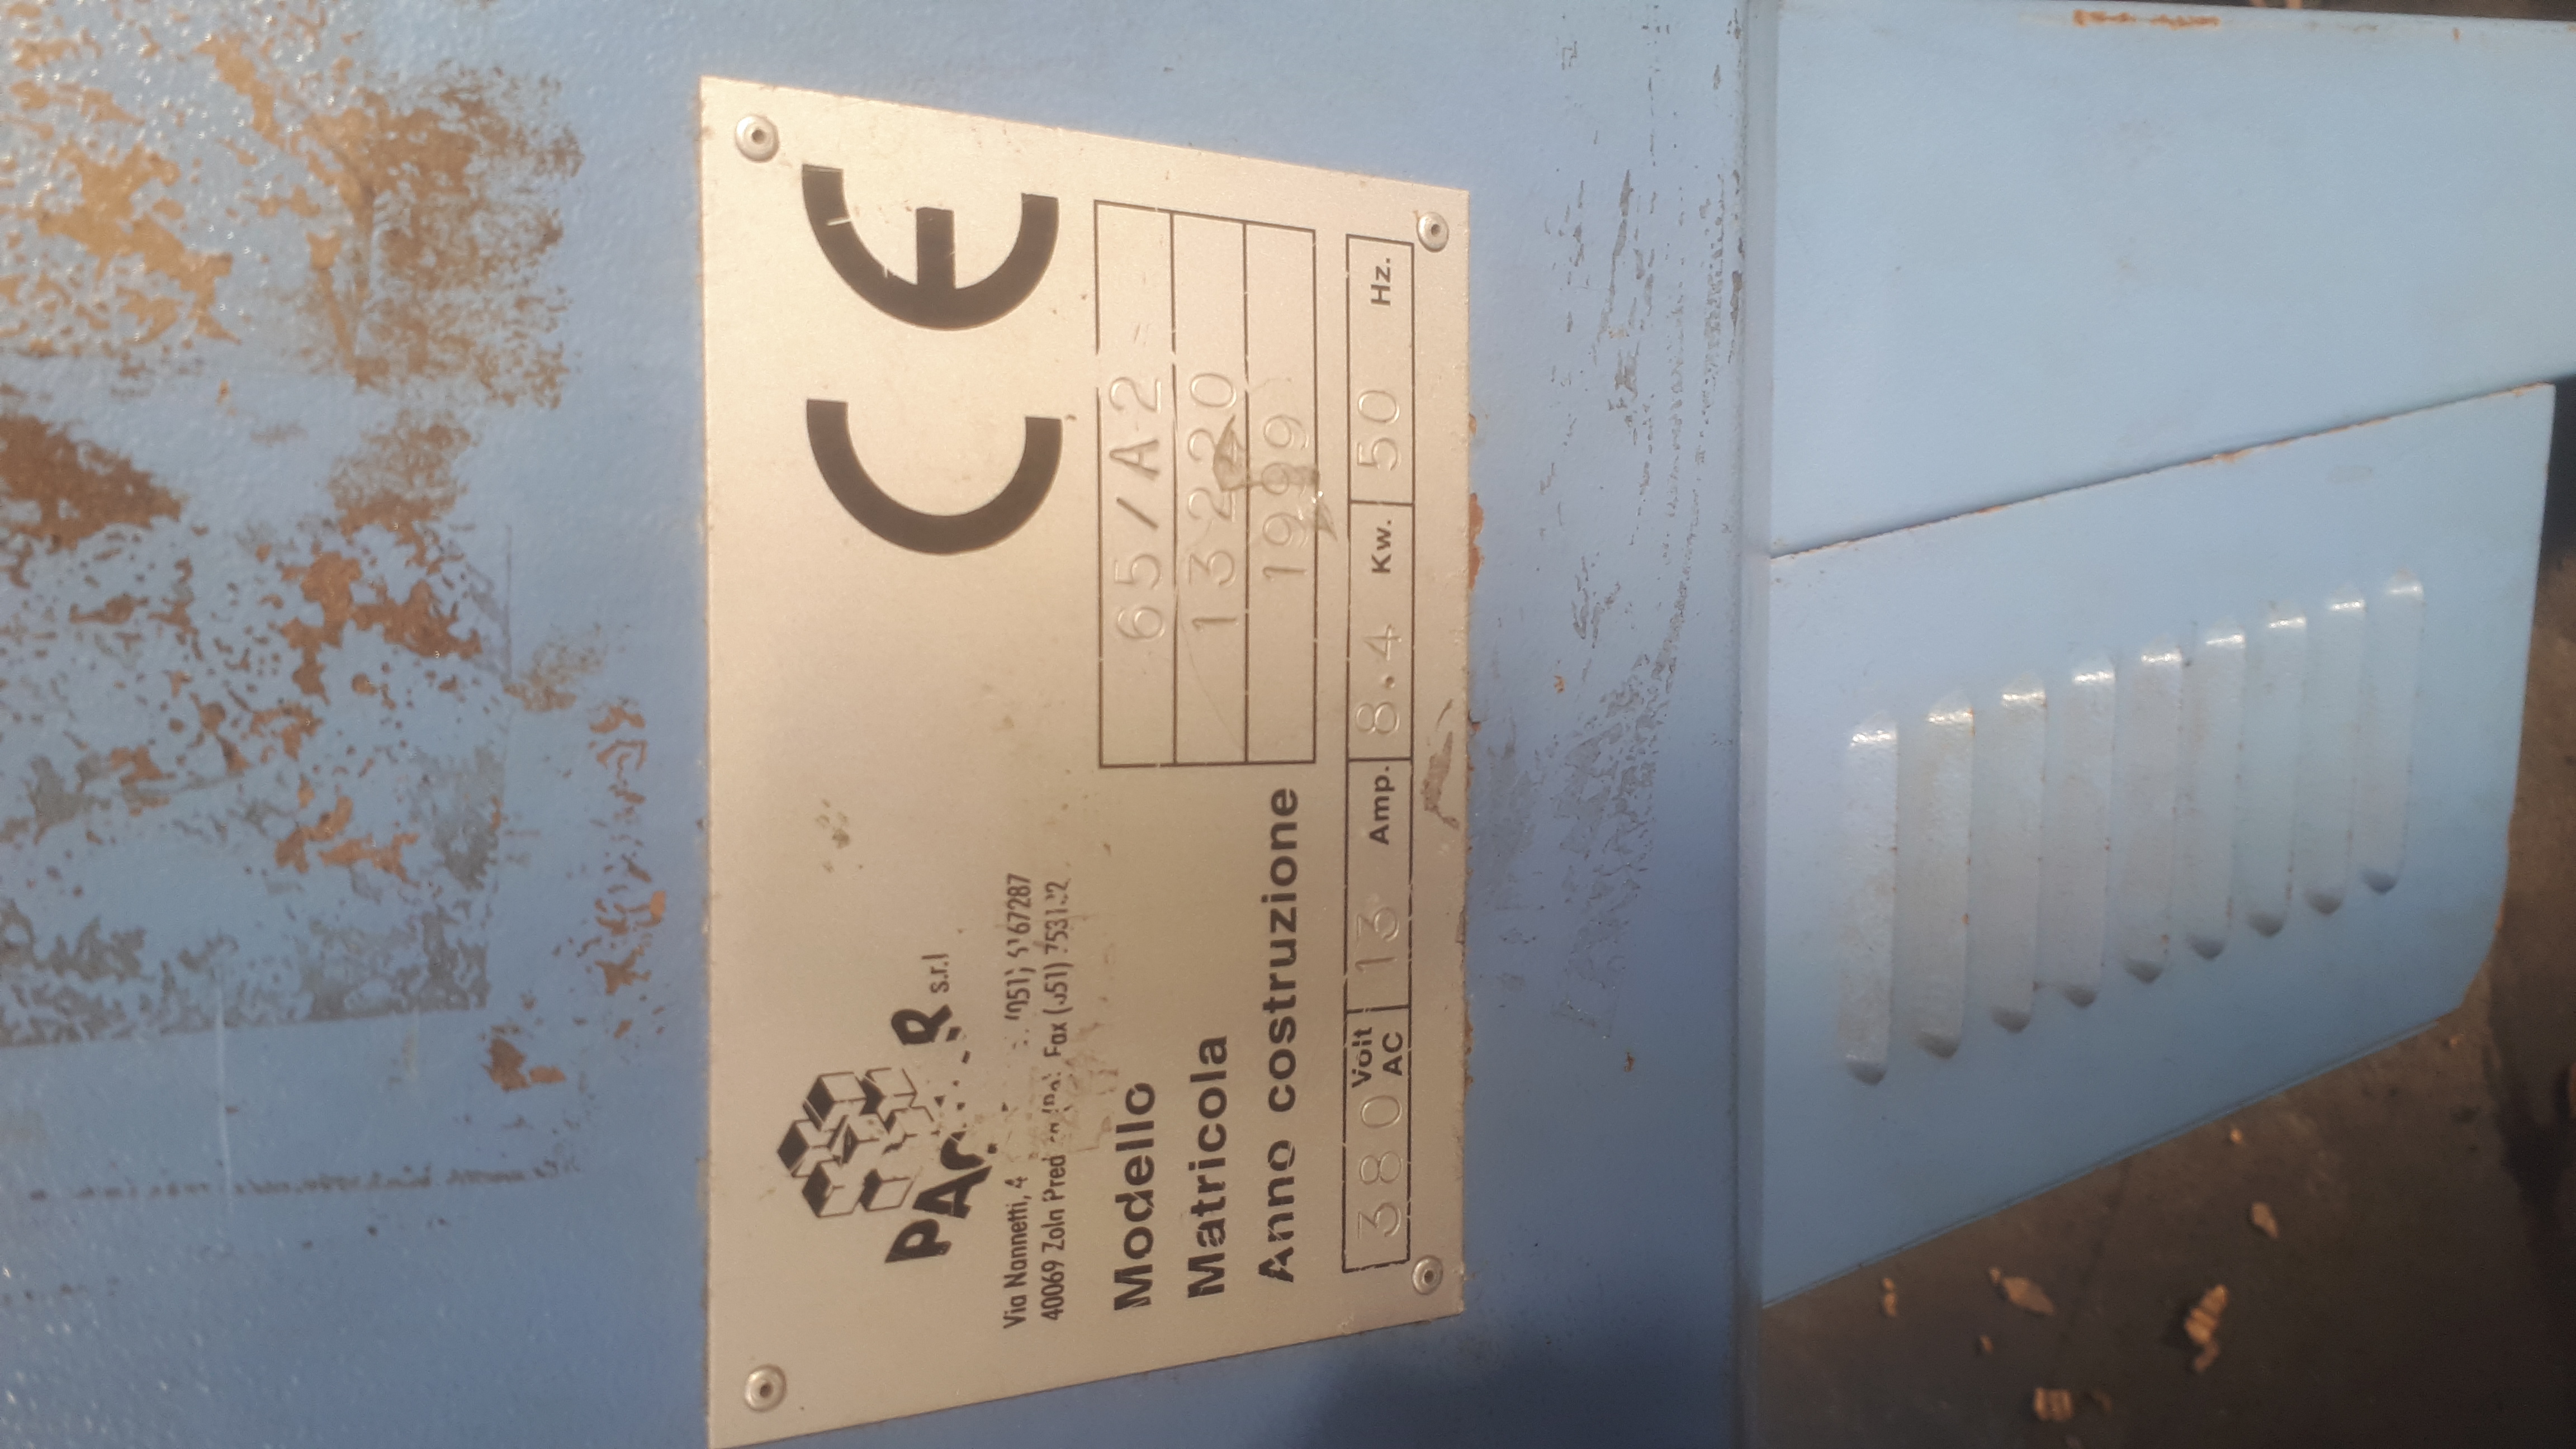 CE
s.r.l
Via Nannetti, 4
40069 Zola Fax
Modello 65/A2
Matricola 13220
Anno costruzione 1999
380 Volt AC 13 Amp. 8.4 Kw. 50 Hz.